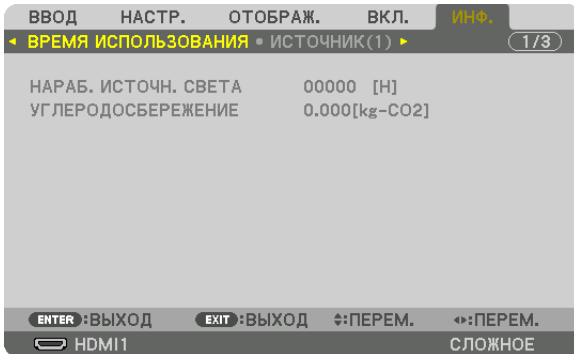 ВВОД НАСТР. ОТОБРАЖ. ВКЛ. ИНФ.
ВРЕМЯ ИСПОЛЬЗОВАНИЯ • ИСТОЧНИК(1) 1/3
НАРАБ. ИСТОЧН. СВЕТА 00000 [H]
УГЛЕРОДОСБЕРЕЖЕНИЕ 0.000[kg-CO2]
ENTER :ВЫХОД EXIT :ВЫХОД :ПЕРЕМ. :ПЕРЕМ.
HDMI1 СЛОЖНОЕ